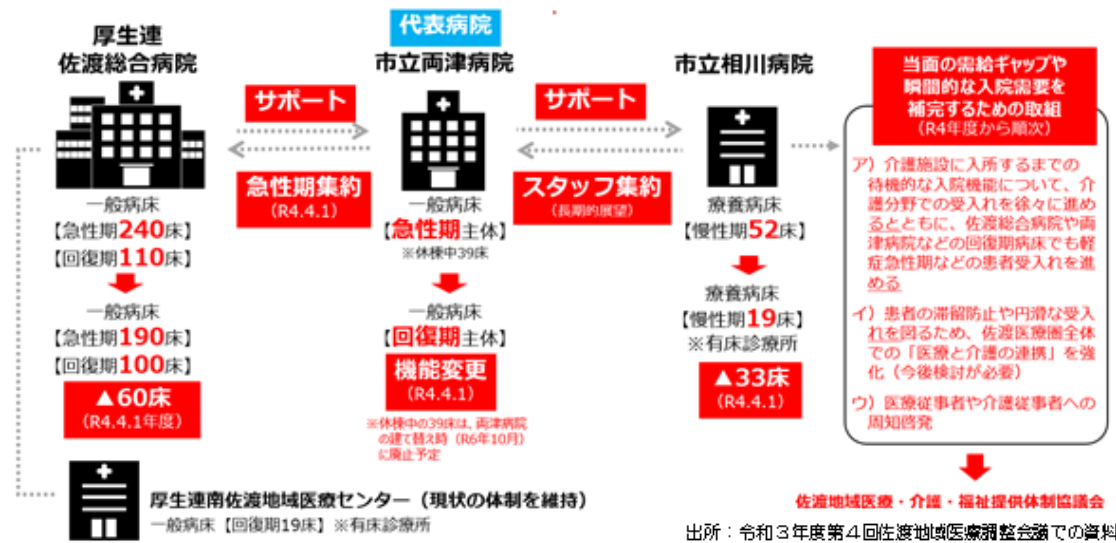 厚生連
佐渡総合病院
サポート
急性期集約
(R4.4.1)
一般病床
【急性期240床】
【回復期110床】
一般病床
【急性期190床】
【回復期100床】
▲60床
(R4.4.1年度)
代表病院
市立両津病院
サポート
スタッフ集約
(長期的展望)
一般病床
【急性期主体】
※休棟中39床
一般病床
【回復期主体】
機能変更
(R4.4.1)
※休棟中の39床は、両津病院
の建て替え時（R6年10月）
に廃止予定
市立相川病院
療養病床
【慢性期52床】
療養病床
【慢性期19床】
※有床診療所
▲33床
(R4.4.1)
当面の需給ギャップや
瞬間的な入院需要を
補完するための取組
(R4年度から順次)
ア）介護施設に入所するまでの
待機的な入院機能について、介
護分野での受入れを徐々に進め
るとともに、佐渡総合病院や両
津病院などの回復期病床でも軽
症急性期などの患者受入れを進
める
イ）患者の滞留防止や円滑な受入
れを図るため、佐渡医療圏全体
での「医療と介護の連携」を強
化（今後検討が必要）
ウ）医療従事者や介護従事者への
周知啓発
佐渡地域医療・介護・福祉提供体制協議会
厚生連南佐渡地域医療センター（現状の体制を維持）
一般病床【回復期19床】※有床診療所
出所：令和３年度第４回佐渡地域医療調整会議での資料